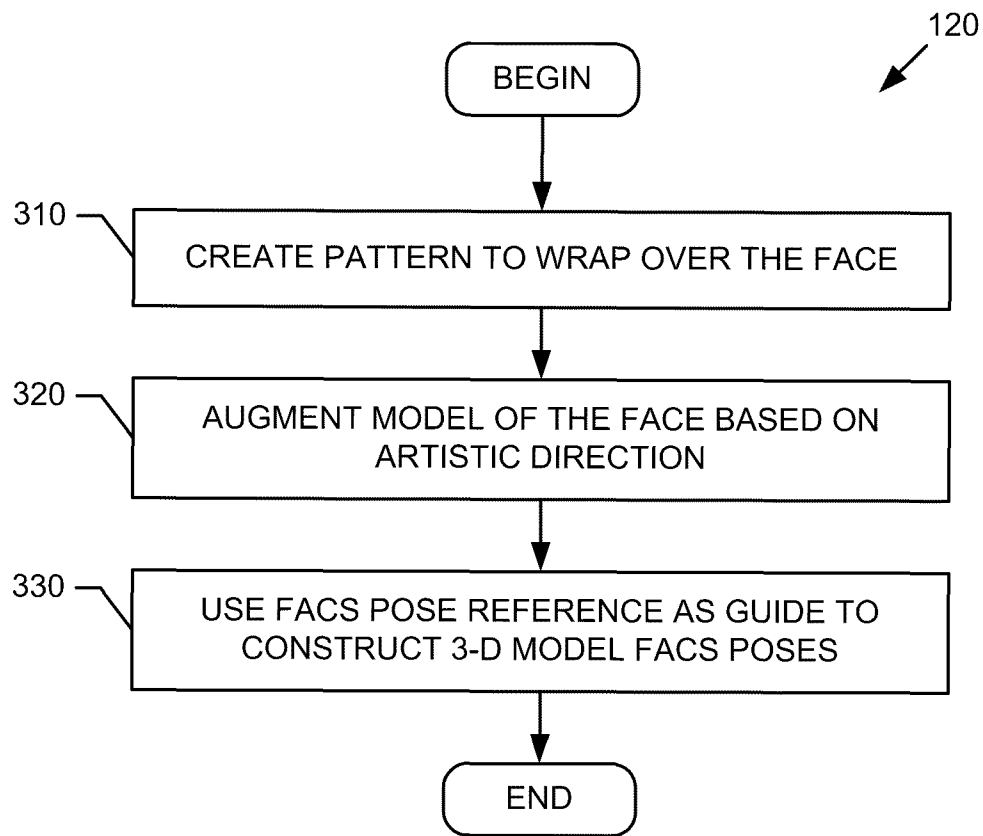 120
BEGIN
310
CREATE PATTERN TO WRAP OVER THE FACE
320
AUGMENT MODEL OF THE FACE BASED ON
ARTISTIC DIRECTION
330
USE FACS POSE REFERENCE AS GUIDE TO
CONSTRUCT 3-D MODEL FACS POSES
END